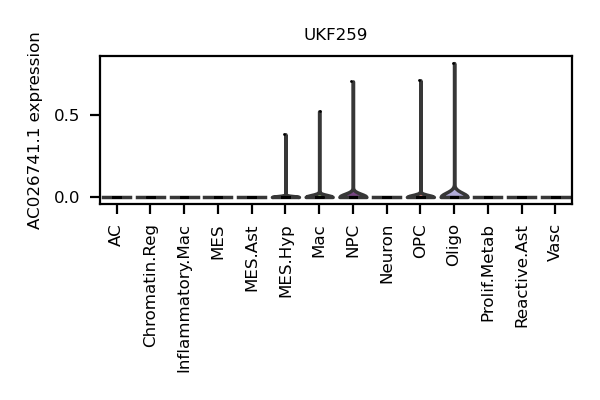 UKF259
AC026741.1 expression
0.5
0.0
AC
Chromatin.Reg
Inflammatory.Mac
MES
MES.Ast
MES.Hyp
Mac
NPC
Neuron
OPC
Oligo
Prolif.Metab
Reactive.Ast
Vasc